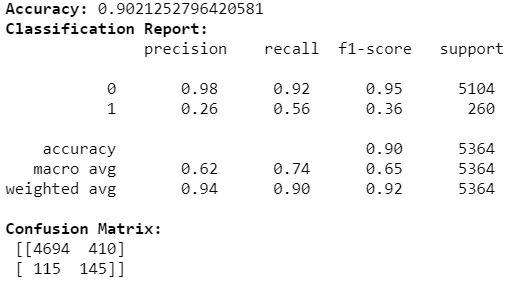 Accuracy: 0.9021252796420581
Classification Report:
precision recall f1-score support
0 0.98 0.92 0.95 5104
1 0.26 0.56 0.36 260
accuracy 0.90 5364
macro avg 0.62 0.74 0.65 5364
weighted avg 0.94 0.90 0.92 5364
Confusion Matrix:
[[4694 410]
[ 115 145]]